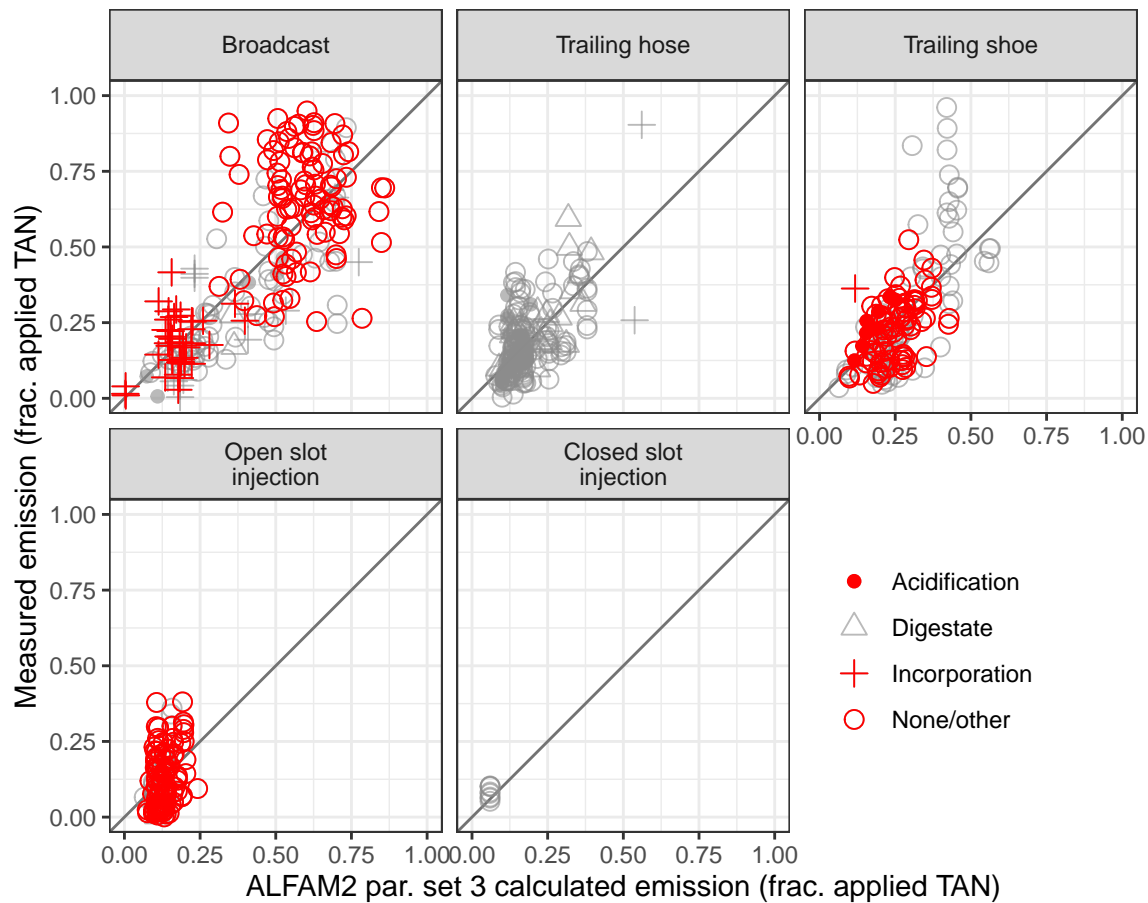 Broadcast
Trailing hose
Trailing shoe
Measured emission (frac. applied TAN)
1.00
0.75
0.50
0.25
0.00
0.00 0.25 0.50 0.75 1.00
Open slot
injection
Closed slot
injection
1.00
0.75
0.50
0.25
0.00
0.00 0.25 0.50 0.75 1.00
0.00 0.25 0.50 0.75 1.00
ALFAM2 par. set 3 calculated emission (frac. applied TAN)
Acidification
Digestate
Incorporation
None/other